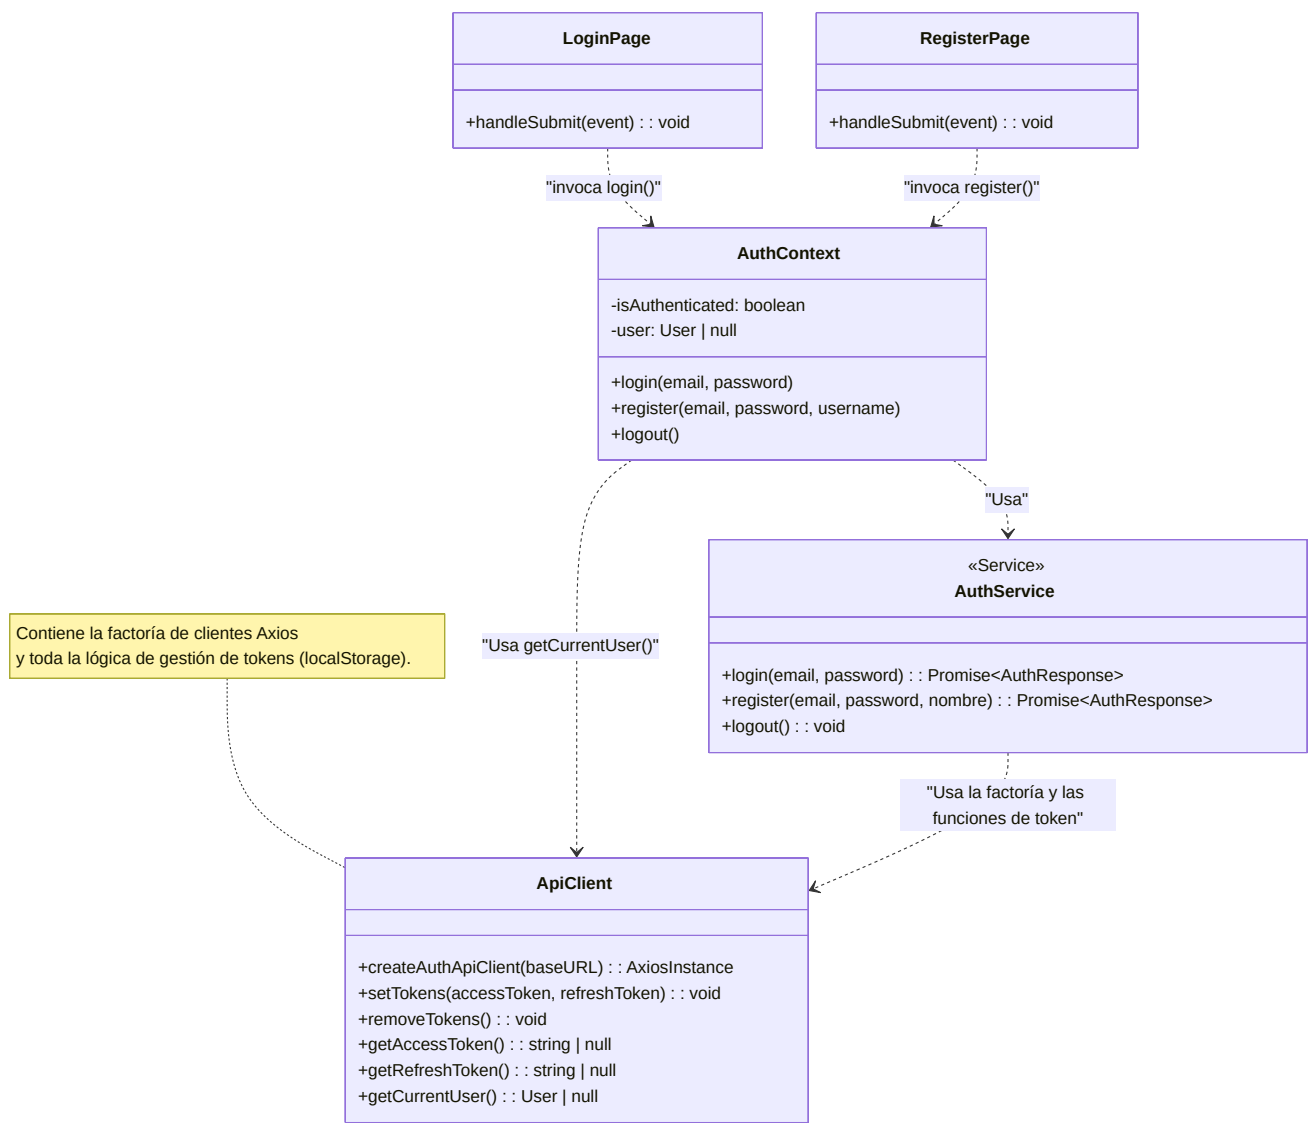 LoginPage
+handleSubmit(event) : : void
RegisterPage
+handleSubmit(event) : : void
"invoca login()"
"invoca register()"
AuthContext
-isAuthenticated: boolean
-user: User | null
+login(email, password)
+register(email, password, username)
+logout()
"Usa"
«Service»
AuthService
+login(email, password) : : Promise<AuthResponse>
+register(email, password, nombre) : : Promise<AuthResponse>
+logout() : : void
Contiene la factoría de clientes Axios
y toda la lógica de gestión de tokens (localStorage).
"Usa getCurrentUser()"
"Usa la factoría y las
funciones de token"
ApiClient
+createAuthApiClient(baseURL) : : AxiosInstance
+setTokens(accessToken, refreshToken) : : void
+removeTokens() : : void
+getAccessToken() : : string | null
+getRefreshToken() : : string | null
+getCurrentUser() : : User | null